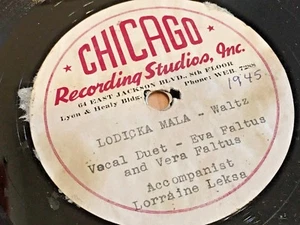 ★ CHICAGO ★
Recording Studios, Inc.
64 EAST JACKSON BLVD., 8th FLOOR
Lyon & Healy Bldg. Phone: WEB. 7288
1945
LODICKA MALA - Waltz
Vocal Duet - Eva Faltus
and Vera Faltus
Accompanist
Lorraine Leksa